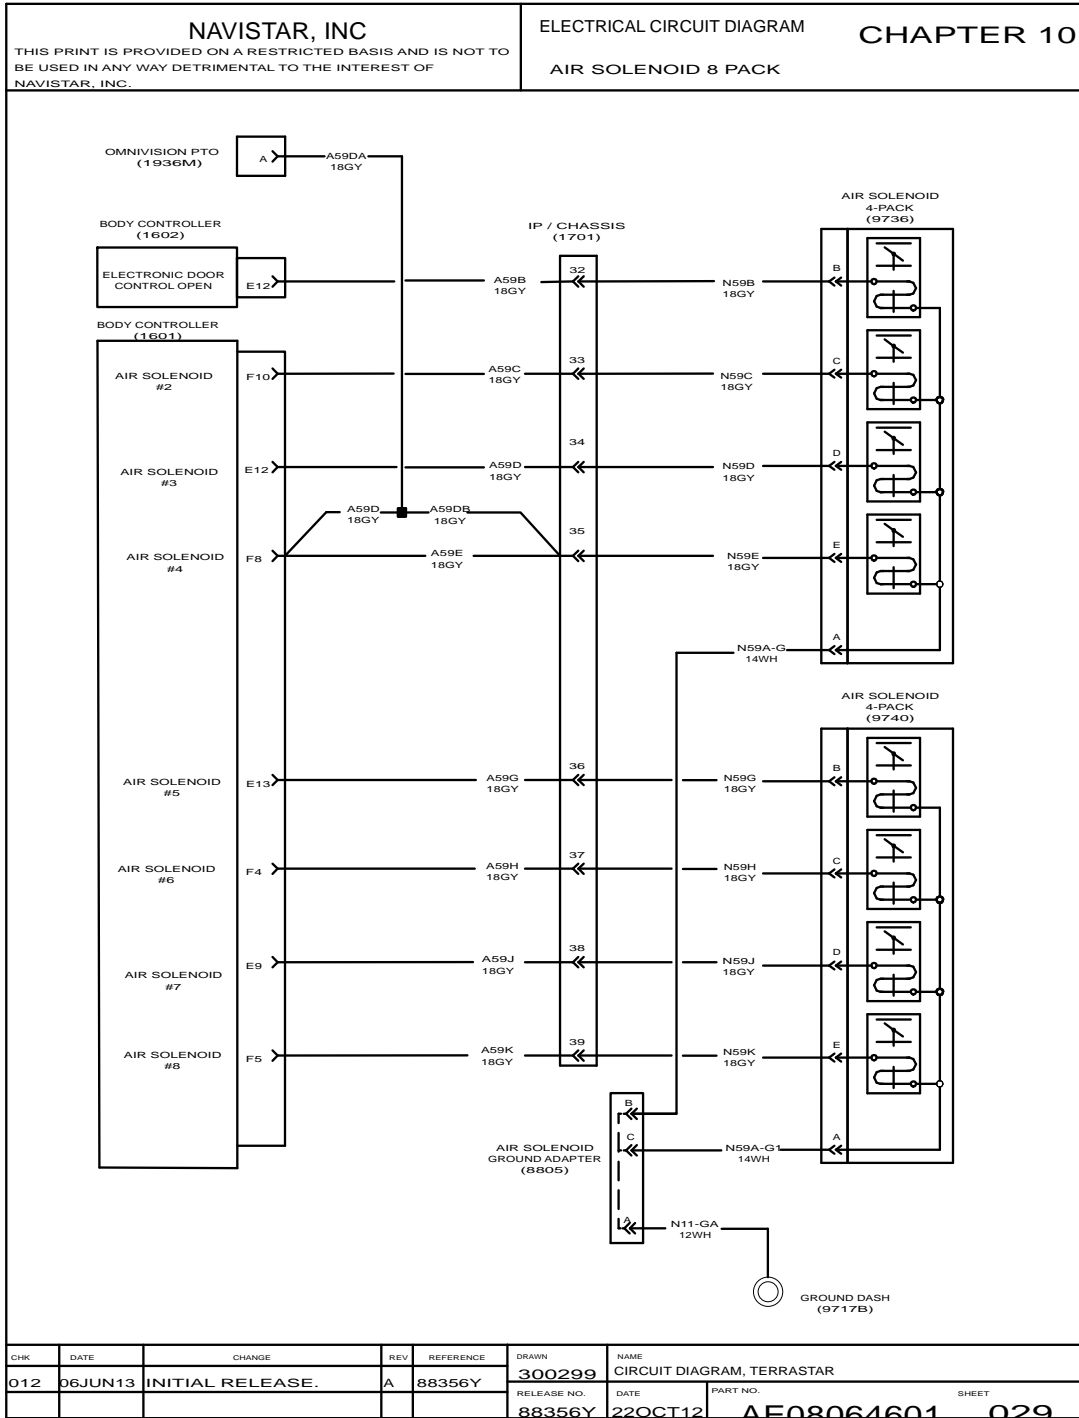 NAVISTAR, INC
THIS PRINT IS PROVIDED ON A RESTRICTED BASIS AND IS NOT TO
BE USED IN ANY WAY DETRIMENTAL TO THE INTEREST OF
NAVISTAR, INC.
ELECTRICAL CIRCUIT DIAGRAM
AIR SOLENOID 8 PACK
CHAPTER 10
OMNIVISION PTO
(1936M)
A
A59DA
18GY
BODY CONTROLLER
(1602)
ELECTRONIC DOOR
CONTROL OPEN
E12
A59B
18GY
IP / CHASSIS
(1701)
32
N59B
18GY
AIR SOLENOID
4-PACK
(9736)
B
BODY CONTROLLER
(1601)
AIR SOLENOID
#2
F10
A59C
18GY
33
N59C
18GY
C
AIR SOLENOID
#3
E12
A59D
18GY
34
N59D
18GY
D
A59D
18GY
A59DB
18GY
AIR SOLENOID
#4
F8
A59E
18GY
35
N59E
18GY
E
N59A-G
14WH
A
AIR SOLENOID
4-PACK
(9740)
AIR SOLENOID
#5
E13
A59G
18GY
36
N59G
18GY
B
AIR SOLENOID
#6
F4
A59H
18GY
37
N59H
18GY
C
AIR SOLENOID
#7
E9
A59J
18GY
38
N59J
18GY
D
AIR SOLENOID
#8
F5
A59K
18GY
39
N59K
18GY
E
AIR SOLENOID
GROUND ADAPTER
(8805)
B
C
A
N59A-G1
14WH
A
N11-GA
12WH
GROUND DASH
(9717B)
CHK DATE CHANGE REV REFERENCE
012 06JUN13 INITIAL RELEASE. A 88356Y
DRAWN
300299
NAME
CIRCUIT DIAGRAM, TERRASTAR
RELEASE NO.
88356Y
DATE
22OCT12
PART NO.
AE08064601
SHEET
029